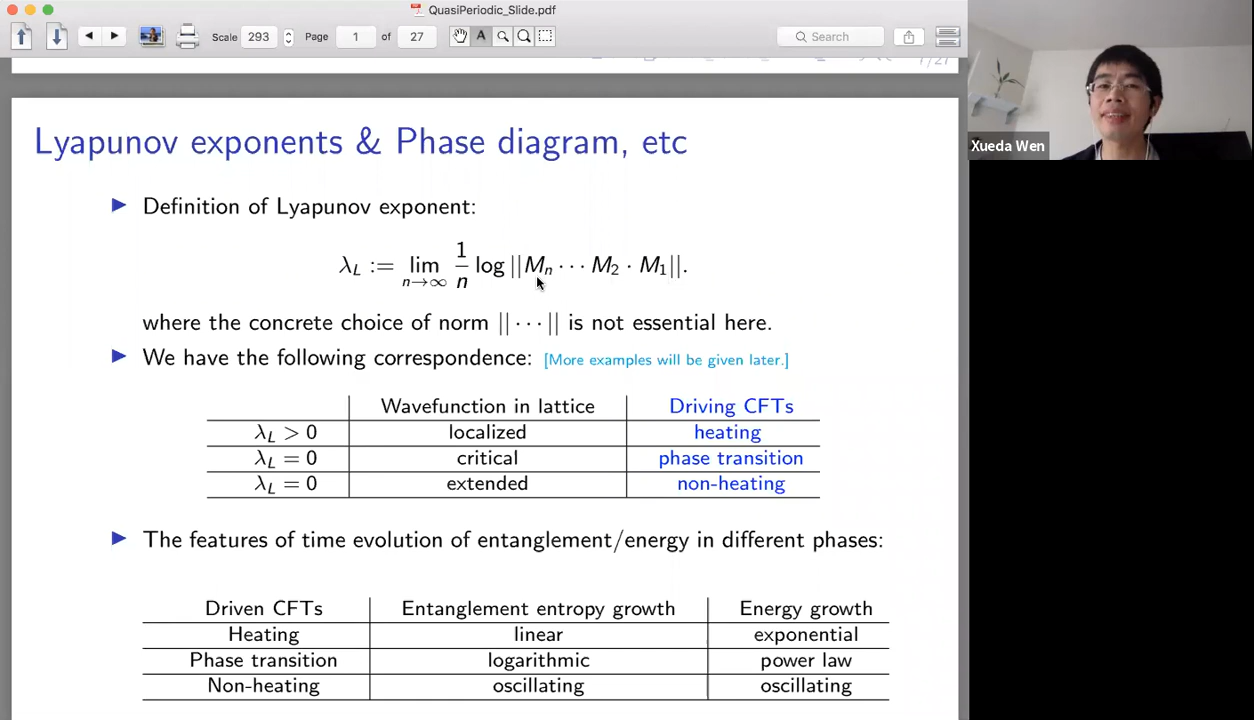 QuasiPeriodic_Slide.pdf
Scale 293 Page 1 of 27 Search
Lyapunov exponents & Phase diagram, etc
Definition of Lyapunov exponent:
λ_L := lim_{n→∞} 1/n log ||M_n ··· M_2 · M_1||.
where the concrete choice of norm ||···|| is not essential here.
We have the following correspondence: [More examples will be given later.]
Wavefunction in lattice Driving CFTs
λ_L > 0 localized heating
λ_L = 0 critical phase transition
λ_L = 0 extended non-heating
The features of time evolution of entanglement/energy in different phases:
Driven CFTs Entanglement entropy growth Energy growth
Heating linear exponential
Phase transition logarithmic power law
Non-heating oscillating oscillating
Xueda Wen